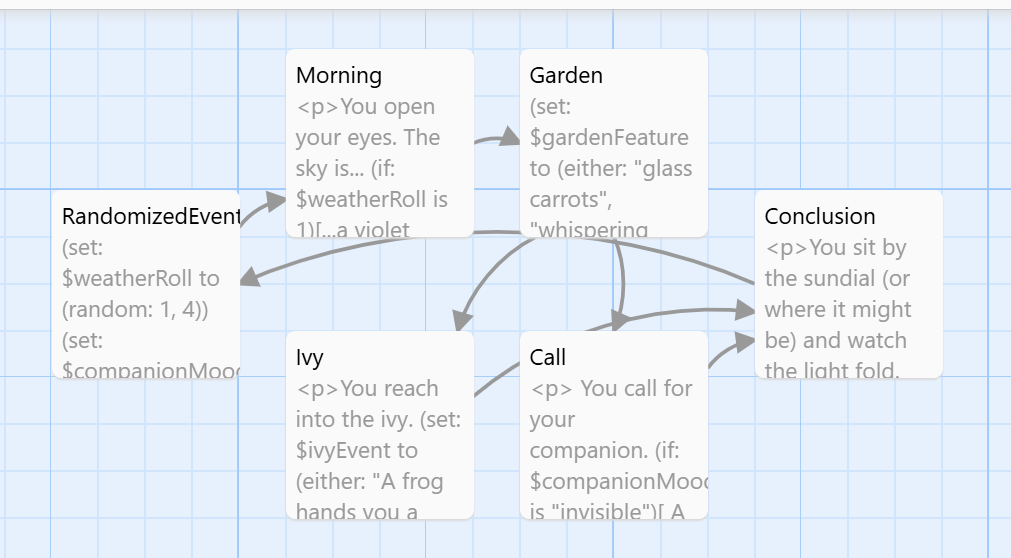 Morning
<p>You open
your eyes. The
sky is... (if:
$weatherRoll is
1)[...a violet
Garden
(set:
$gardenFeature
to (either: "glass
carrots",
"whispering
RandomizedEvent
(set:
$weatherRoll to
(random: 1, 4))
(set:
$companionMood
Conclusion
<p>You sit by
the sundial (or
where it might
be) and watch
the light fold.
Ivy
<p>You reach
into the ivy. (set:
$ivyEvent to
(either: "A frog
hands you a
Call
<p> You call for
your
companion. (if:
$companionMood
is "invisible")[ A